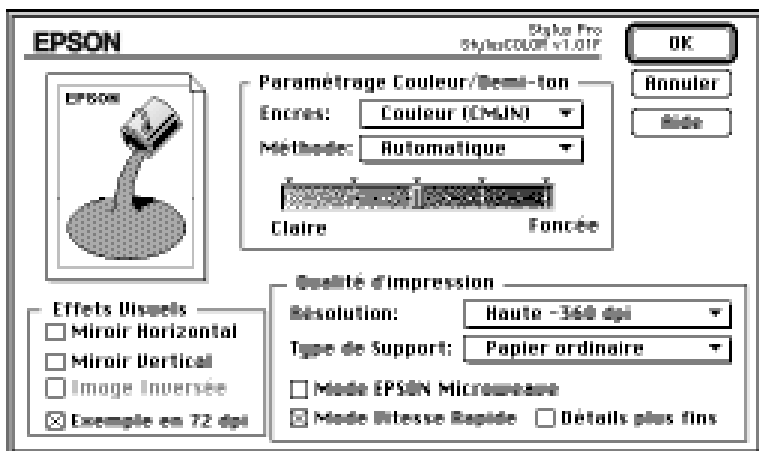 EPSON
Stylus Pro
StylusCOLOR v1.01F
OK
Annuler
Aide
EPSON
Paramétrage Couleur/Demi-ton
Encres: Couleur (CMJN)
Méthode: Automatique
Claire Foncée
Effets Visuels
Miroir Horizontal
Miroir Vertical
Image Inversée
Exemple en 72 dpi
Qualité d'impression
Résolution: Haute -360 dpi
Type de Support: Papier ordinaire
Mode EPSON Microweave
Mode Vitesse Rapide Détails plus fins